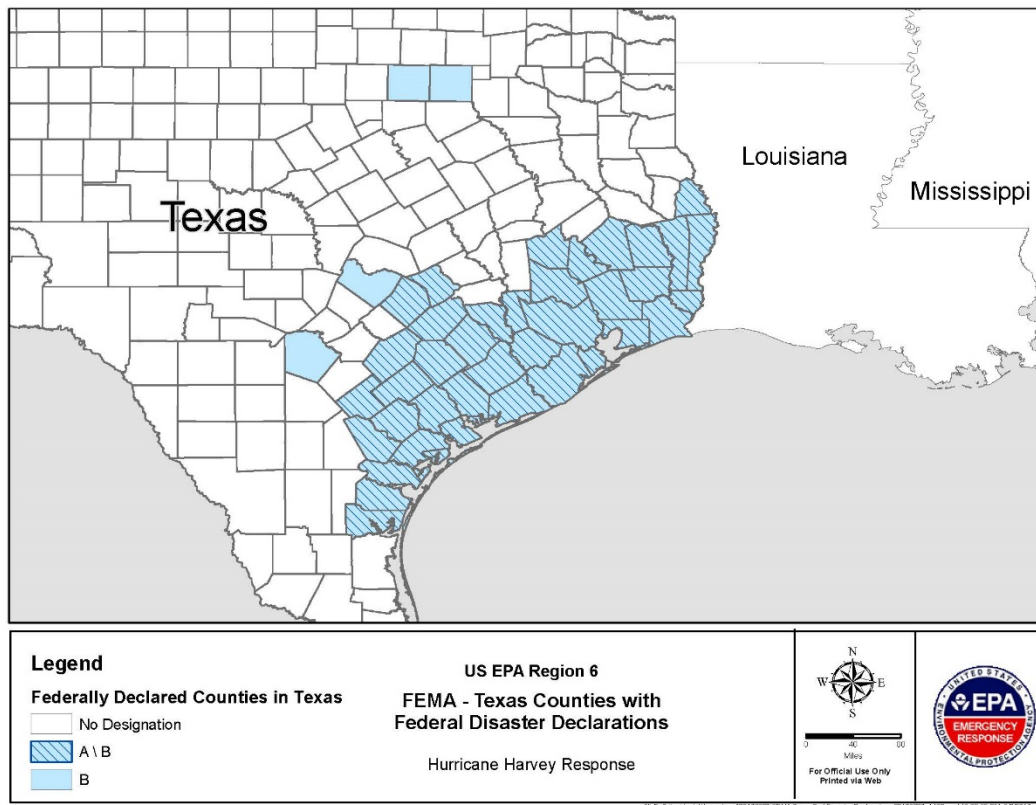 Texas
Louisiana
Mississippi
Legend
Federally Declared Counties in Texas
No Designation
A \ B
B
US EPA Region 6
FEMA - Texas Counties with
Federal Disaster Declarations
Hurricane Harvey Response
N
W E
S
0 40 80
Miles
For Official Use Only
Printed via Web
UNITED STATES
EPA
EMERGENCY
RESPONSE
ENVIRONMENTAL PROTECTION AGENCY